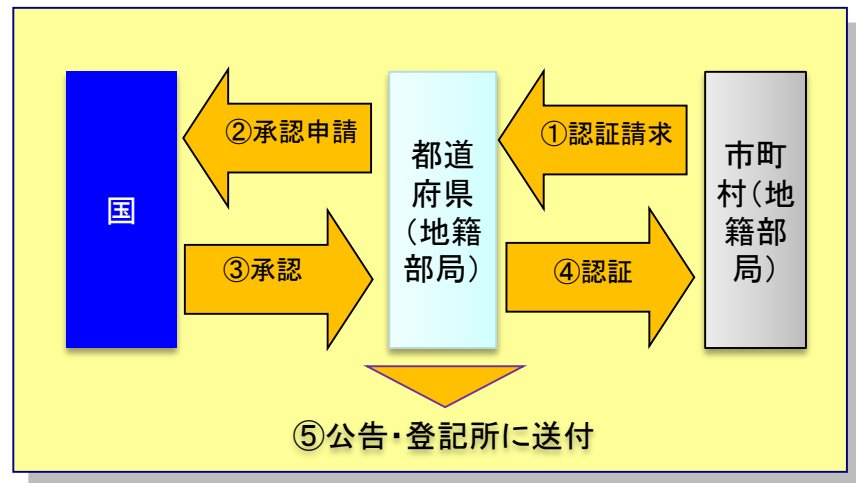 国
②承認申請
③承認
都道
府県
(地籍
部局)
①認証請求
④認証
市町
村(地
籍部
局)
⑤公告・登記所に送付